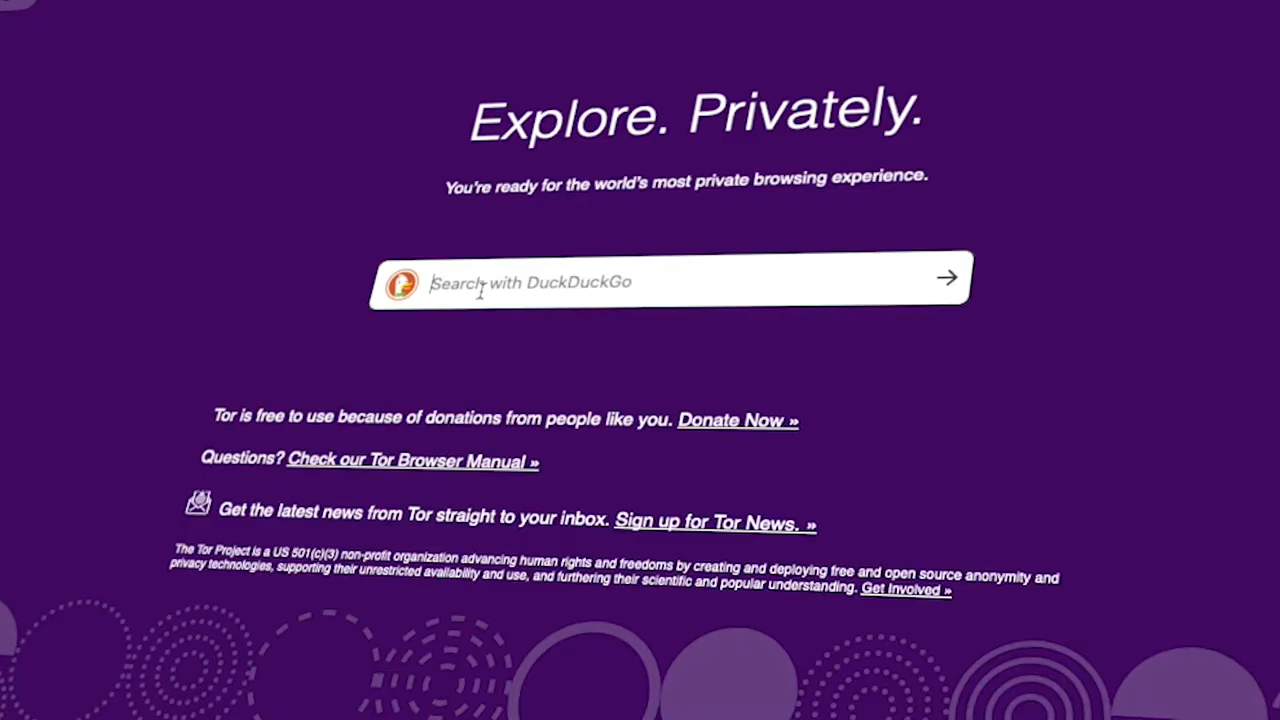 Explore. Privately.
You're ready for the world's most private browsing experience.
Search with DuckDuckGo
Tor is free to use because of donations from people like you. Donate Now »
Questions? Check our Tor Browser Manual »
Get the latest news from Tor straight to your inbox. Sign up for Tor News. »
The Tor Project is a US 501(c)(3) non-profit organization advancing human rights and freedoms by creating and deploying free and open source anonymity and
privacy technologies, supporting their unrestricted availability and use, and furthering their scientific and popular understanding. Get Involved »